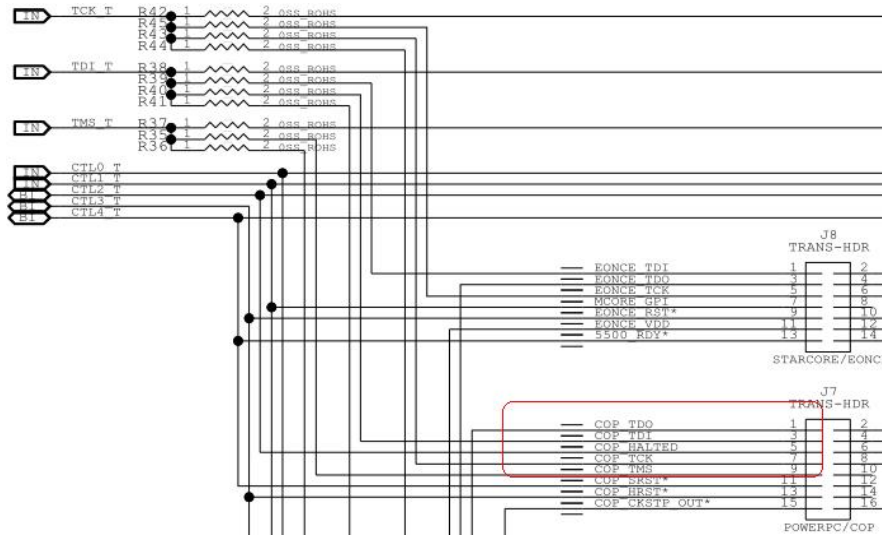 IN TCK_T R42 1 2 0SS_ROHS
R45 1 2 0SS_ROHS
R43 1 2 0SS_ROHS
R44 1 2 0SS_ROHS
IN TDI_T R38 1 2 0SS_ROHS
R39 1 2 0SS_ROHS
R40 1 2 0SS_ROHS
R41 1 2 0SS_ROHS
IN TMS_T R37 1 2 0SS_ROHS
R35 1 2 0SS_ROHS
R36 1 2 0SS_ROHS
IN CTL0_T
IN CTL1_T
BI CTL2_T
BI CTL3_T
BI CTL4_T
J8
TRANS-HDR
EONCE_TDI 1 2
EONCE_TDO 3 4
EONCE_TCK 5 6
MCORE_GPI 7 8
EONCE_RST* 9 10
EONCE_VDD 11 12
5500_RDY* 13 14
STARCORE/EONC
J7
TRANS-HDR
COP_TDO 1 2
COP_TDI 3 4
COP_HALTED 5 6
COP_TCK 7 8
COP_TMS 9 10
COP_SRST* 11 12
COP_HRST* 13 14
COP_CKSTP_OUT* 15 16
POWERPC/COP